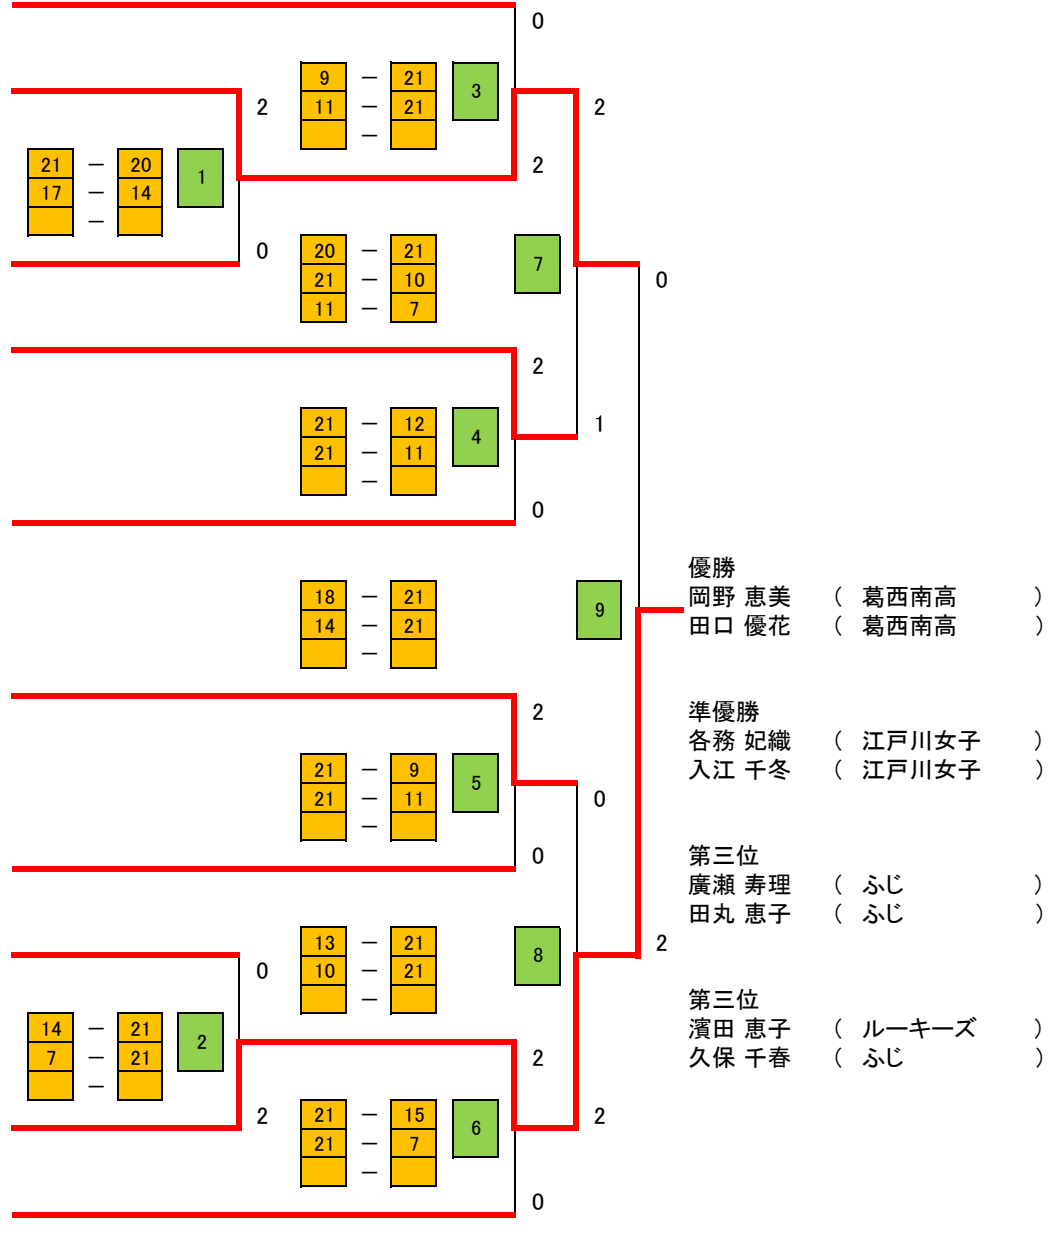 0
9 － 21
3
11 － 21
－
2
2
21 － 20
1
17 － 14
－
2
0
20 － 21
7
21 － 10
11 － 7
0
2
21 － 12
4
21 － 11
－
1
0
18 － 21
9
14 － 21
－
優勝
岡野 恵美 （ 葛西南高 ）
田口 優花 （ 葛西南高 ）
準優勝
各務 妃織 （ 江戸川女子 ）
入江 千冬 （ 江戸川女子 ）
2
21 － 9
5
21 － 11
－
0
0
第三位
廣瀬 寿理 （ ふじ ）
田丸 恵子 （ ふじ ）
13 － 21
8
10 － 21
－
0
2
第三位
濱田 恵子 （ ルーキーズ ）
久保 千春 （ ふじ ）
14 － 21
2
7 － 21
－
2
2
21 － 15
6
21 － 7
－
2
0